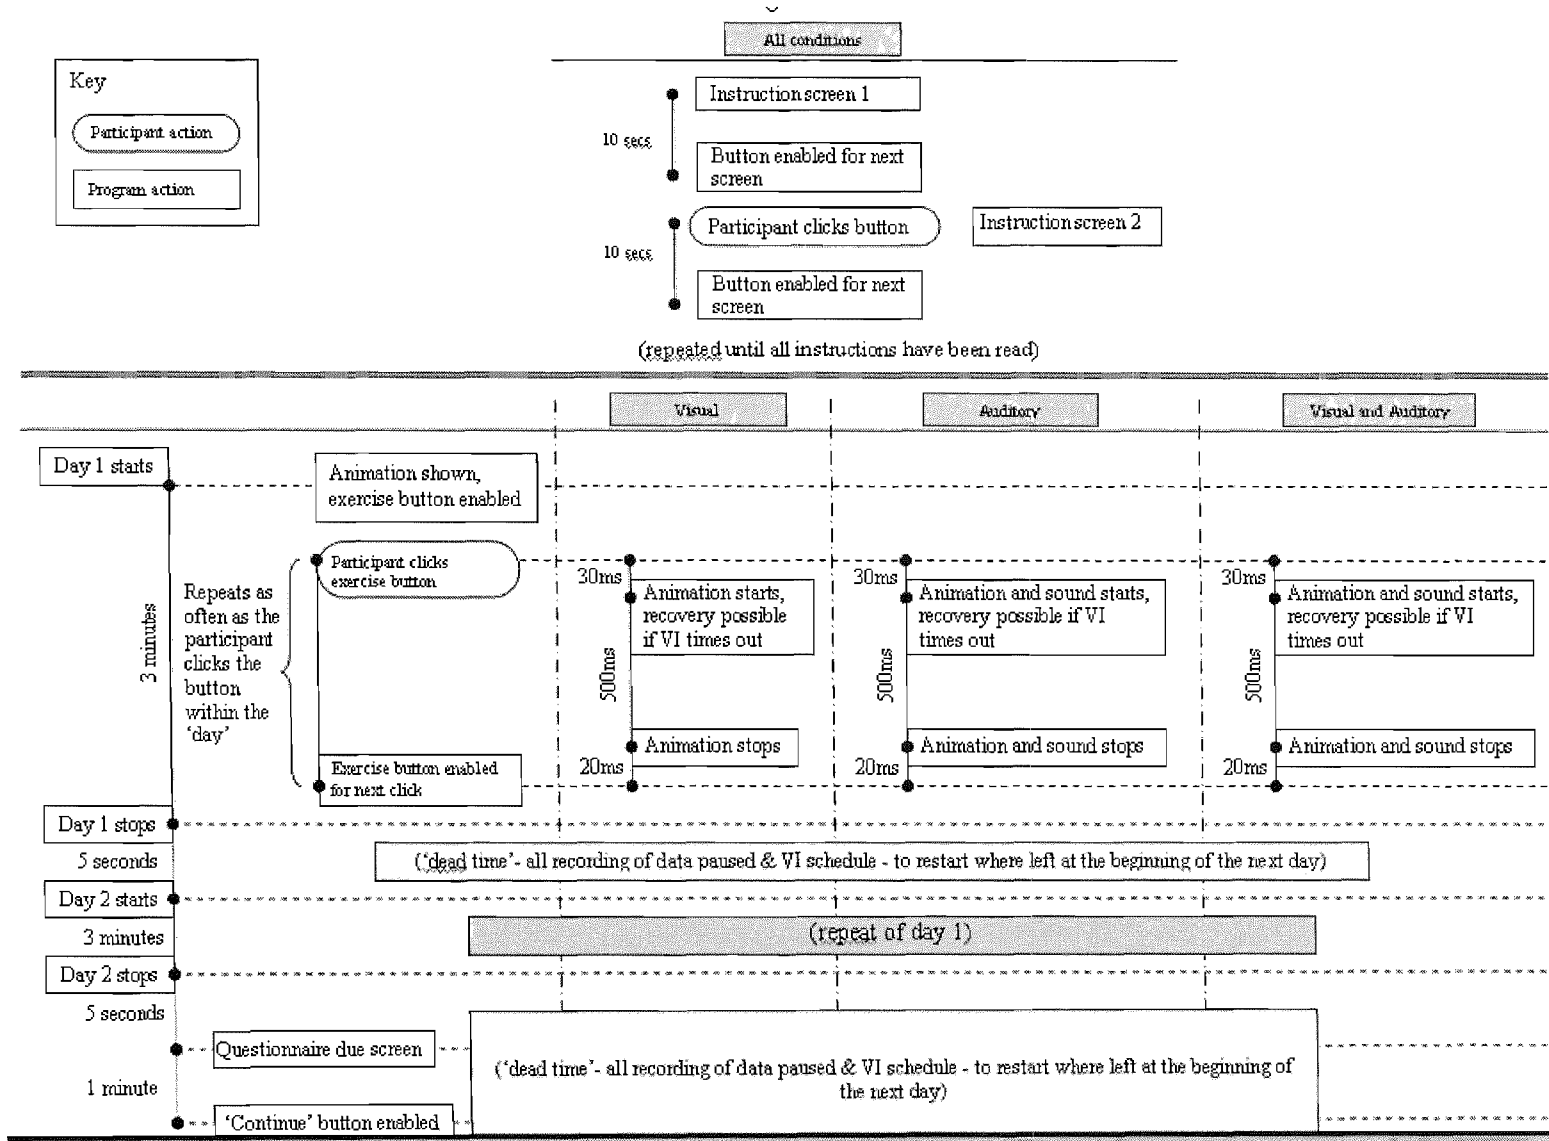 All conditions
Key
Participant action
Program action
Instruction screen 1
10 secs
Button enabled for next
screen
Participant clicks button
Instruction screen 2
10 secs
Button enabled for next
screen
(repeated until all instructions have been read)
Visual
Auditory
Visual and Auditory
Day 1 starts
Animation shown,
exercise button enabled
3 minutes
Repeats as
often as the
participant
clicks the
button
within the
‘day’
Participant clicks
exercise button
30ms
Animation starts,
recovery possible
if VI times out
500ms
Animation stops
20ms
30ms
Animation and sound starts,
recovery possible if VI
times out
500ms
Animation and sound stops
20ms
30ms
Animation and sound starts,
recovery possible if VI
times out
500ms
Animation and sound stops
20ms
Exercise button enabled
for next click
Day 1 stops
5 seconds
(‘dead time’- all recording of data paused & VI schedule - to restart where left at the beginning of the next day)
Day 2 starts
3 minutes
(repeat of day 1)
Day 2 stops
5 seconds
Questionnaire due screen
(‘dead time’- all recording of data paused & VI schedule - to restart where left at the beginning of
the next day)
1 minute
‘Continue’ button enabled